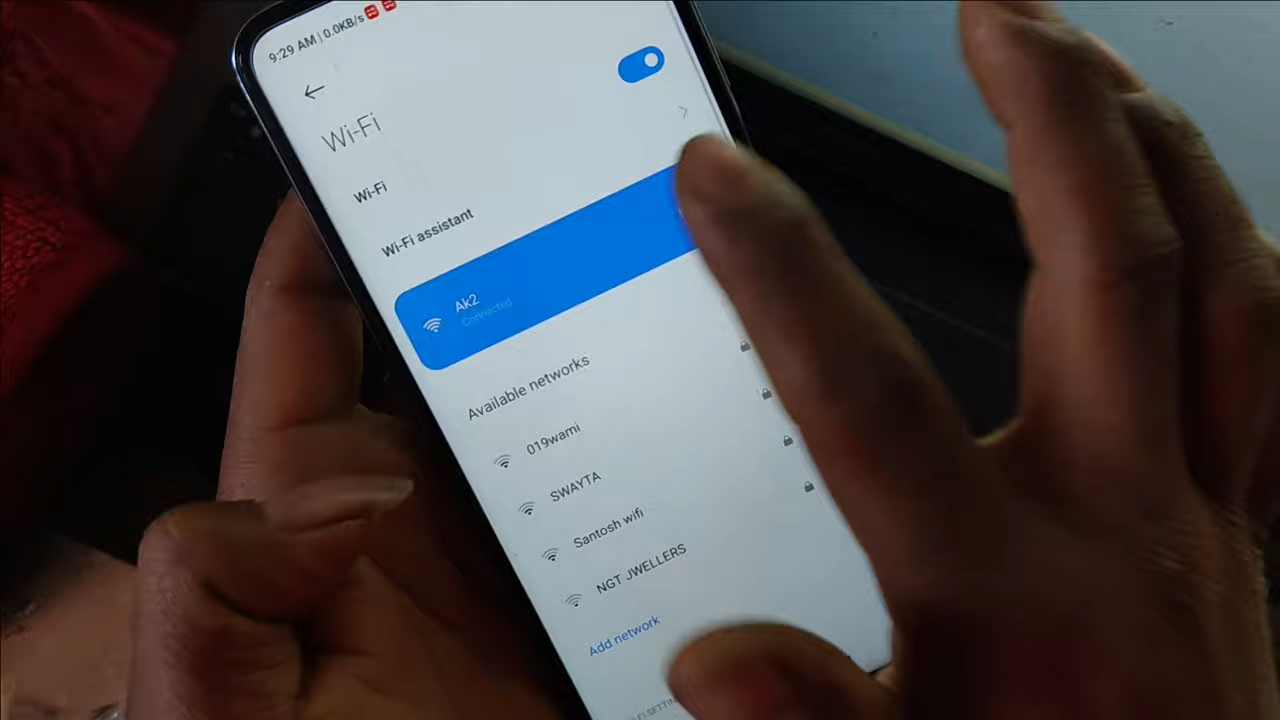 9:29 AM | 0.0KB/s
Wi-Fi
Wi-Fi
Wi-Fi assistant
Ak2
Connected
Available networks
019wami
SWAYTA
Santosh wifi
NGT JWELLERS
Add network